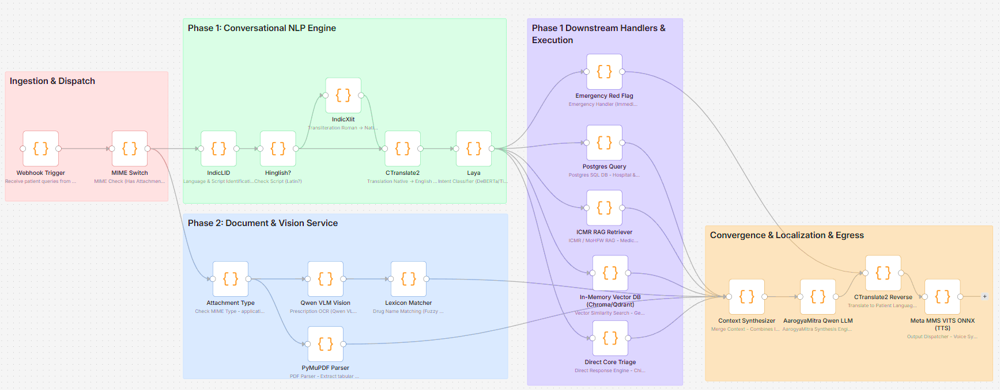 Ingestion & Dispatch
Webhook Trigger
Receive patient queries from ...
MIME Switch
MIME Check (Has Attachmen...
Phase 1: Conversational NLP Engine
IndicXlit
Transliteration Roman → Nati...
IndicLID
Language & Script Identificati...
Hinglish?
Check Script (Latin?)
CTranslate2
Translation Native → English ...
Laya
Intent Classifier (DeBERTa/Ti...
Phase 2: Document & Vision Service
Attachment Type
Check MIME Type - applicati...
Qwen VLM Vision
Prescription OCR (Qwen VL...
Lexicon Matcher
Drug Name Matching (Fuzzy ...
PyMuPDF Parser
PDF Parser - Extract tabular ...
Phase 1 Downstream Handlers &
Execution
Emergency Red Flag
Emergency Handler (Immedi...
Postgres Query
Postgres SQL DB - Hospital &...
ICMR RAG Retriever
ICMR / MoHFW RAG - Medic...
In-Memory Vector DB
(Chroma/Qdrant)
Vector Similarity Search - Ge...
Direct Core Triage
Direct Response Engine - Chi...
Convergence & Localization & Egress
Context Synthesizer
Merge Context - Combines I...
AarogyaMitra Qwen LLM
AarogyaMitra Synthesis Engi...
CTranslate2 Reverse
Translate to Patient Languag...
Meta MMS VITS ONNX
(TTS)
Output Dispatcher - Voice Sy...